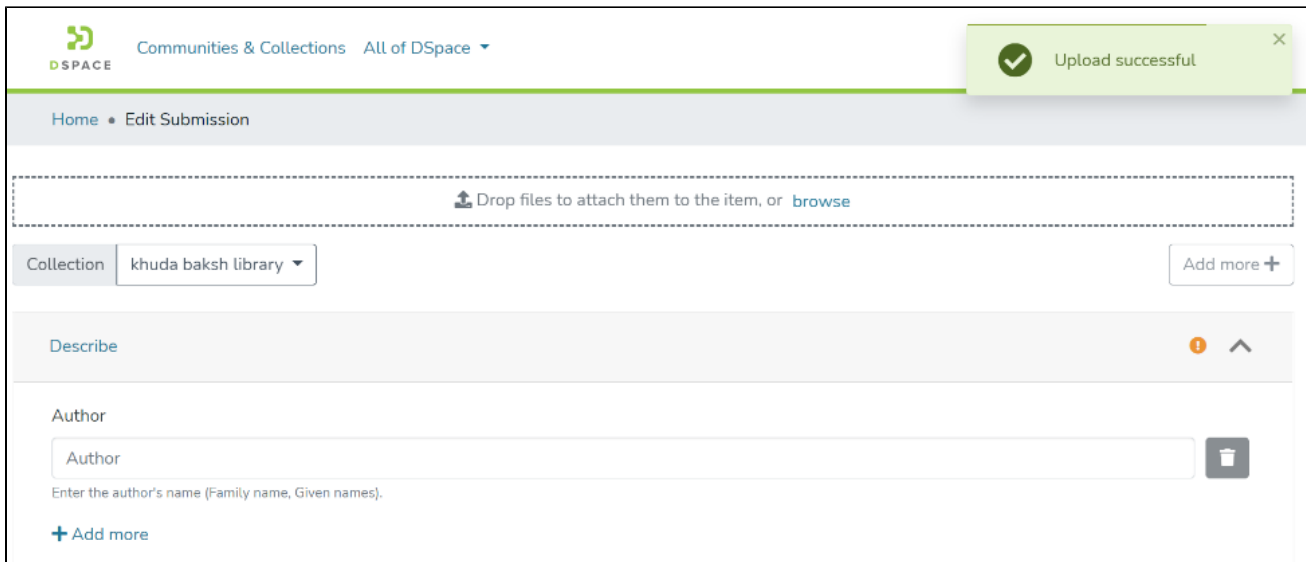 DSPACE
Communities & Collections All of DSpace
Upload successful
Home • Edit Submission
Drop files to attach them to the item, or browse
Collection khuda baksh library Add more
Describe
Author
Author
Enter the author's name (Family name, Given names).
Add more